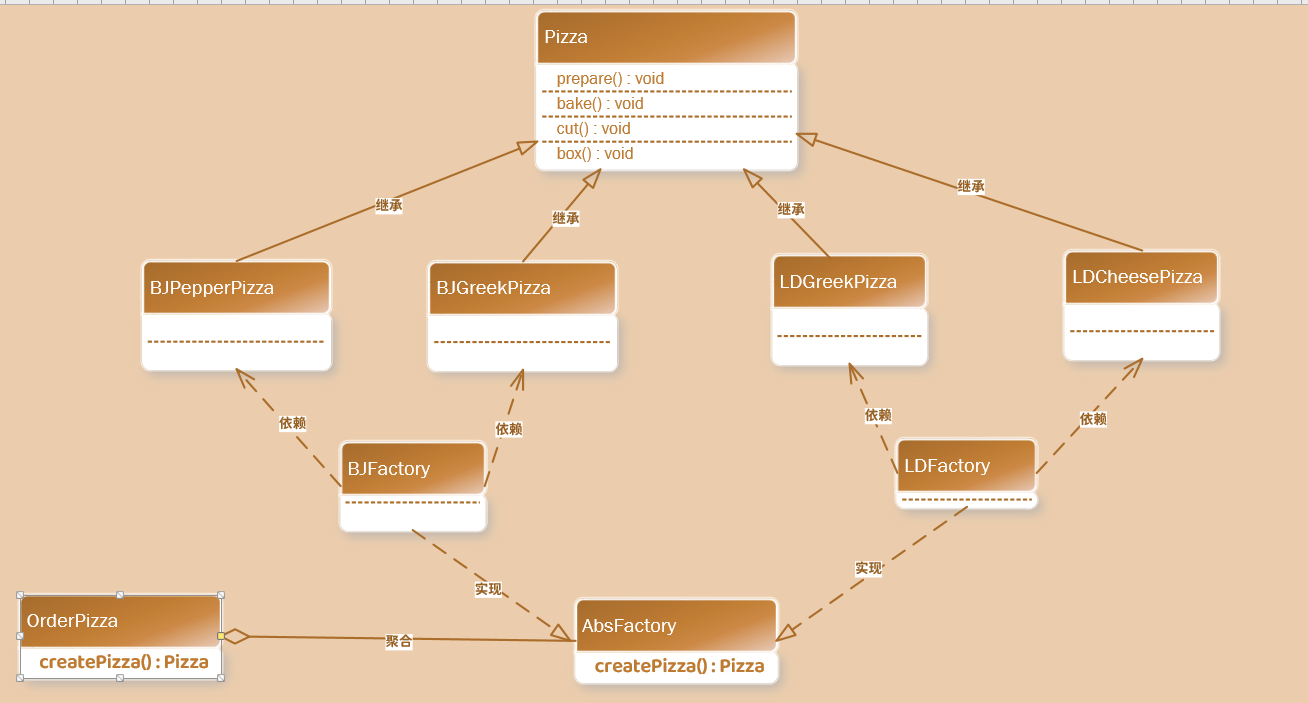 Pizza
prepare() : void
bake() : void
cut() : void
box() : void
继承
继承
继承
继承
BJPepperPizza
BJGreekPizza
LDGreekPizza
LDCheesePizza
依赖
依赖
依赖
依赖
BJFactory
LDFactory
实现
实现
OrderPizza
createPizza() : Pizza
聚合
AbsFactory
createPizza() : Pizza